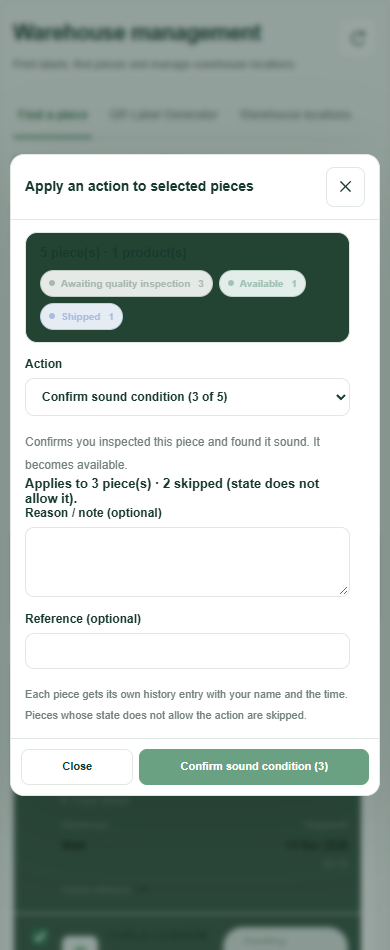 Warehouse management
Print labels, find pieces and manage warehouse locations
Find a piece QR Label Generator Warehouse locations
Apply an action to selected pieces
5 piece(s) · 1 product(s)
Awaiting quality inspection 3 Available 1
Shipped 1
Action
Confirm sound condition (3 of 5)
Confirms you inspected this piece and found it sound. It
becomes available.
Applies to 3 piece(s) · 2 skipped (state does not
allow it).
Reason / note (optional)
Reference (optional)
Each piece gets its own history entry with your name and the time.
Pieces whose state does not allow the action are skipped.
Close Confirm sound condition (3)